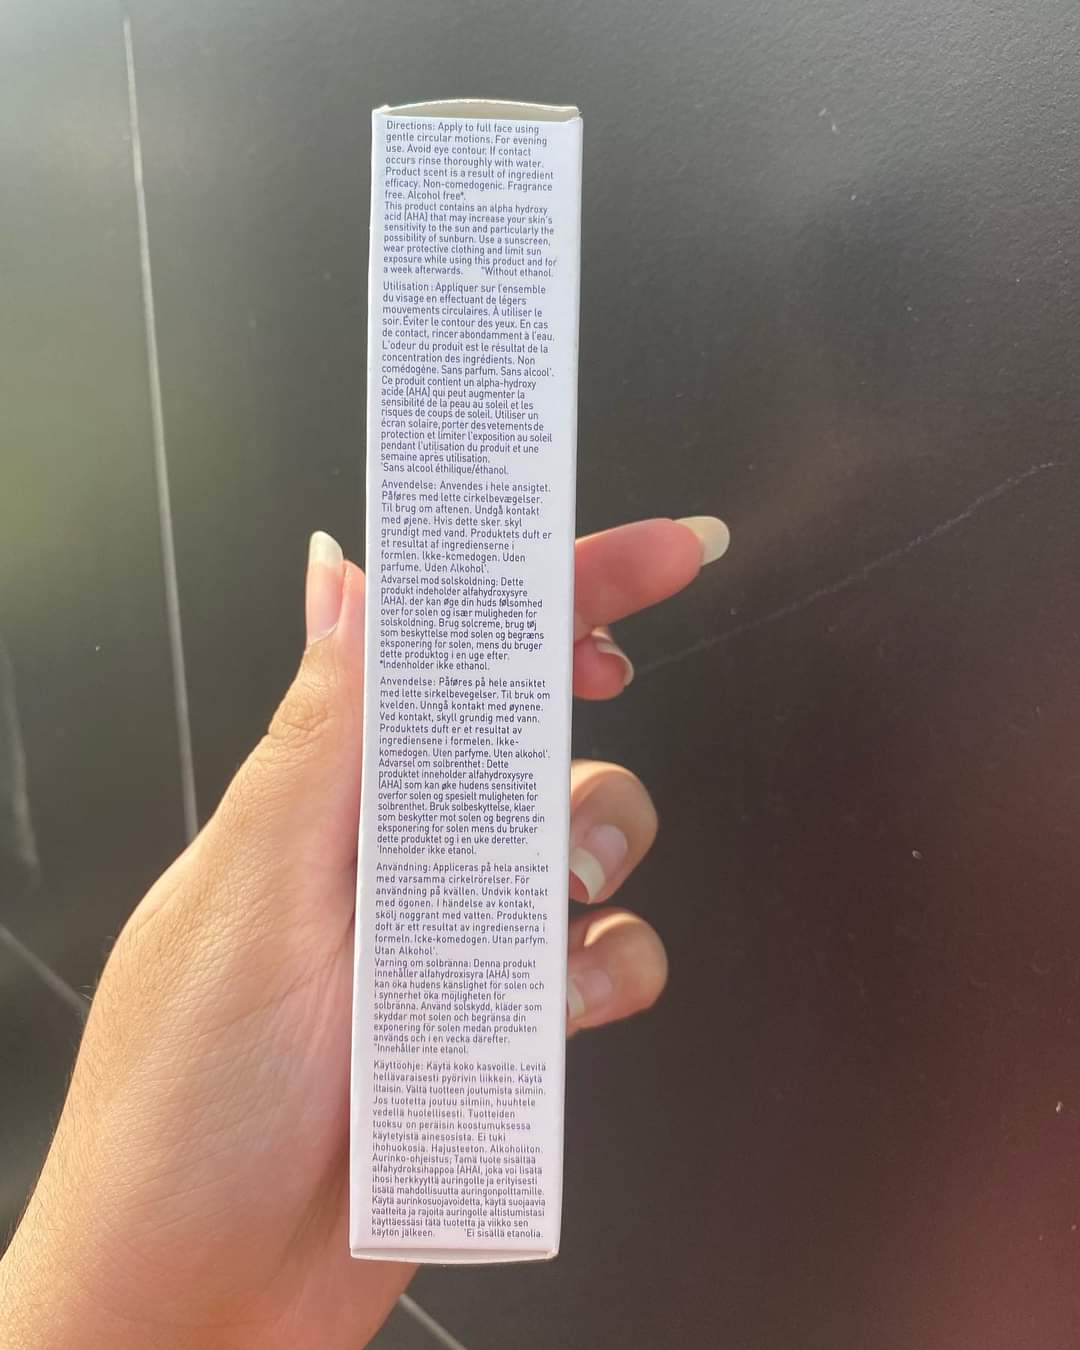 Directions: Apply to full face using
gentle circular motions. For evening
use. Avoid eye contour. If contact
occurs rinse thoroughly with water.
Product scent is a result of ingredient
efficacy. Non-comedogenic. Fragrance
free. Alcohol free*.
This product contains an alpha hydroxy
acid (AHA) that may increase your skin's
sensitivity to the sun and particularly the
possibility of sunburn. Use a sunscreen,
wear protective clothing and limit sun
exposure while using this product and for
a week afterwards. *Without ethanol.
Utilisation: Appliquer sur l'ensemble
du visage en effectuant de légers
mouvements circulaires. À utiliser le
soir. Éviter le contour des yeux. En cas
de contact, rincer abondamment à l'eau.
L'odeur du produit est le résultat de la
concentration des ingrédients. Non
comédogène. Sans parfum. Sans alcool*.
Ce produit contient un alpha-hydroxy
acide (AHA) qui peut augmenter la
sensibilité de la peau au soleil et les
risques de coups de soleil. Utiliser un
écran solaire, porter des vetements de
protection et limiter l'exposition au soleil
pendant l'utilisation du produit et une
semaine après utilisation.
*Sans alcool éthilique/éthanol.
Anvendelse: Anvendes i hele ansigtet.
Påføres med lette cirkelbevægelser.
Til brug om aftenen. Undgå kontakt
med øjene. Hvis dette sker. skyl
grundigt med vand. Produktets duft er
et resultat af ingredienserne i
formlen. Ikke-komedogen. Uden
parfume. Uden Alkohol*.
Advarsel mod solskoldning: Dette
produkt indeholder alfahydroxysyre
(AHA). der kan øge din huds følsomhed
over for solen og især muligheden for
solskoldning. Brug solcreme, brug tøj
som beskyttelse mod solen og begræns
eksponering for solen, mens du bruger
dette produktog i en uge efter.
*Indenholder ikke ethanol.
Anvendelse: Påføres på hele ansiktet
med lette sirkelbevegelser. Til bruk om
kvelden. Unngå kontakt med øynene.
Ved kontakt, skyll grundig med vann.
Produktets duft er et resultat av
ingrediensene i formelen. Ikke-
komedogen. Uten parfyme. Uten alkohol*.
Advarsel om solbrenthet: Dette
produktet inneholder alfahydroxysyre
(AHA) som kan øke hudens sensitivitet
overfor solen og spesielt muligheten for
solbrenthet. Bruk solbeskyttelse, klaer
som beskytter mot solen og begrens din
eksponering for solen mens du bruker
dette produktet og i en uke deretter.
*Inneholder ikke etanol.
Användning: Appliceras på hela ansiktet
med varsamma cirkelrörelser. För
användning på kvällen. Undvik kontakt
med ögonen. I händelse av kontakt,
skölj noggrant med vatten. Produktens
doft är ett resultat av ingredienserna i
formeln. Icke-komedogen. Utan parfym.
Utan Alkohol*.
Varning om solbränna: Denna produkt
innehåller alfahydroxisyra (AHA) som
kan öka hudens känslighet för solen och
i synnerhet öka möjligheten för
solbränna. Använd solskydd, kläder som
skyddar mot solen och begränsa din
exponering för solen medan produkten
används och i en vecka därefter.
*Innehåller inte etanol.
Käyttöohje: Käytä koko kasvoille. Levitä
hellävaraisesti pyörivin liikkein. Käytä
iltaisin. Vältä tuotteen joutumista silmiin.
Jos tuotetta joutuu silmiin, huuhtele
vedellä huolellisesti. Tuotteiden
tuoksu on peräisin koostumuksessa
käytetyistä ainesosista. Ei tuki
ihohuokosia. Hajusteeton. Alkoholiton.
Aurinko-ohjeistus; Tämä tuote sisältää
alfahydroksihappoa (AHA), joka voi lisätä
ihosi herkkyyttä auringolle ja erityisesti
lisätä mahdollisuutta auringonpolttamille.
Käytä aurinkosuojavoidetta, käytä suojaavia
vaatteita ja rajoita auringolle altistumistasi
käyttäessäsi tätä tuotetta ja viikko sen
käytön jälkeen. *Ei sisällä etanolia.